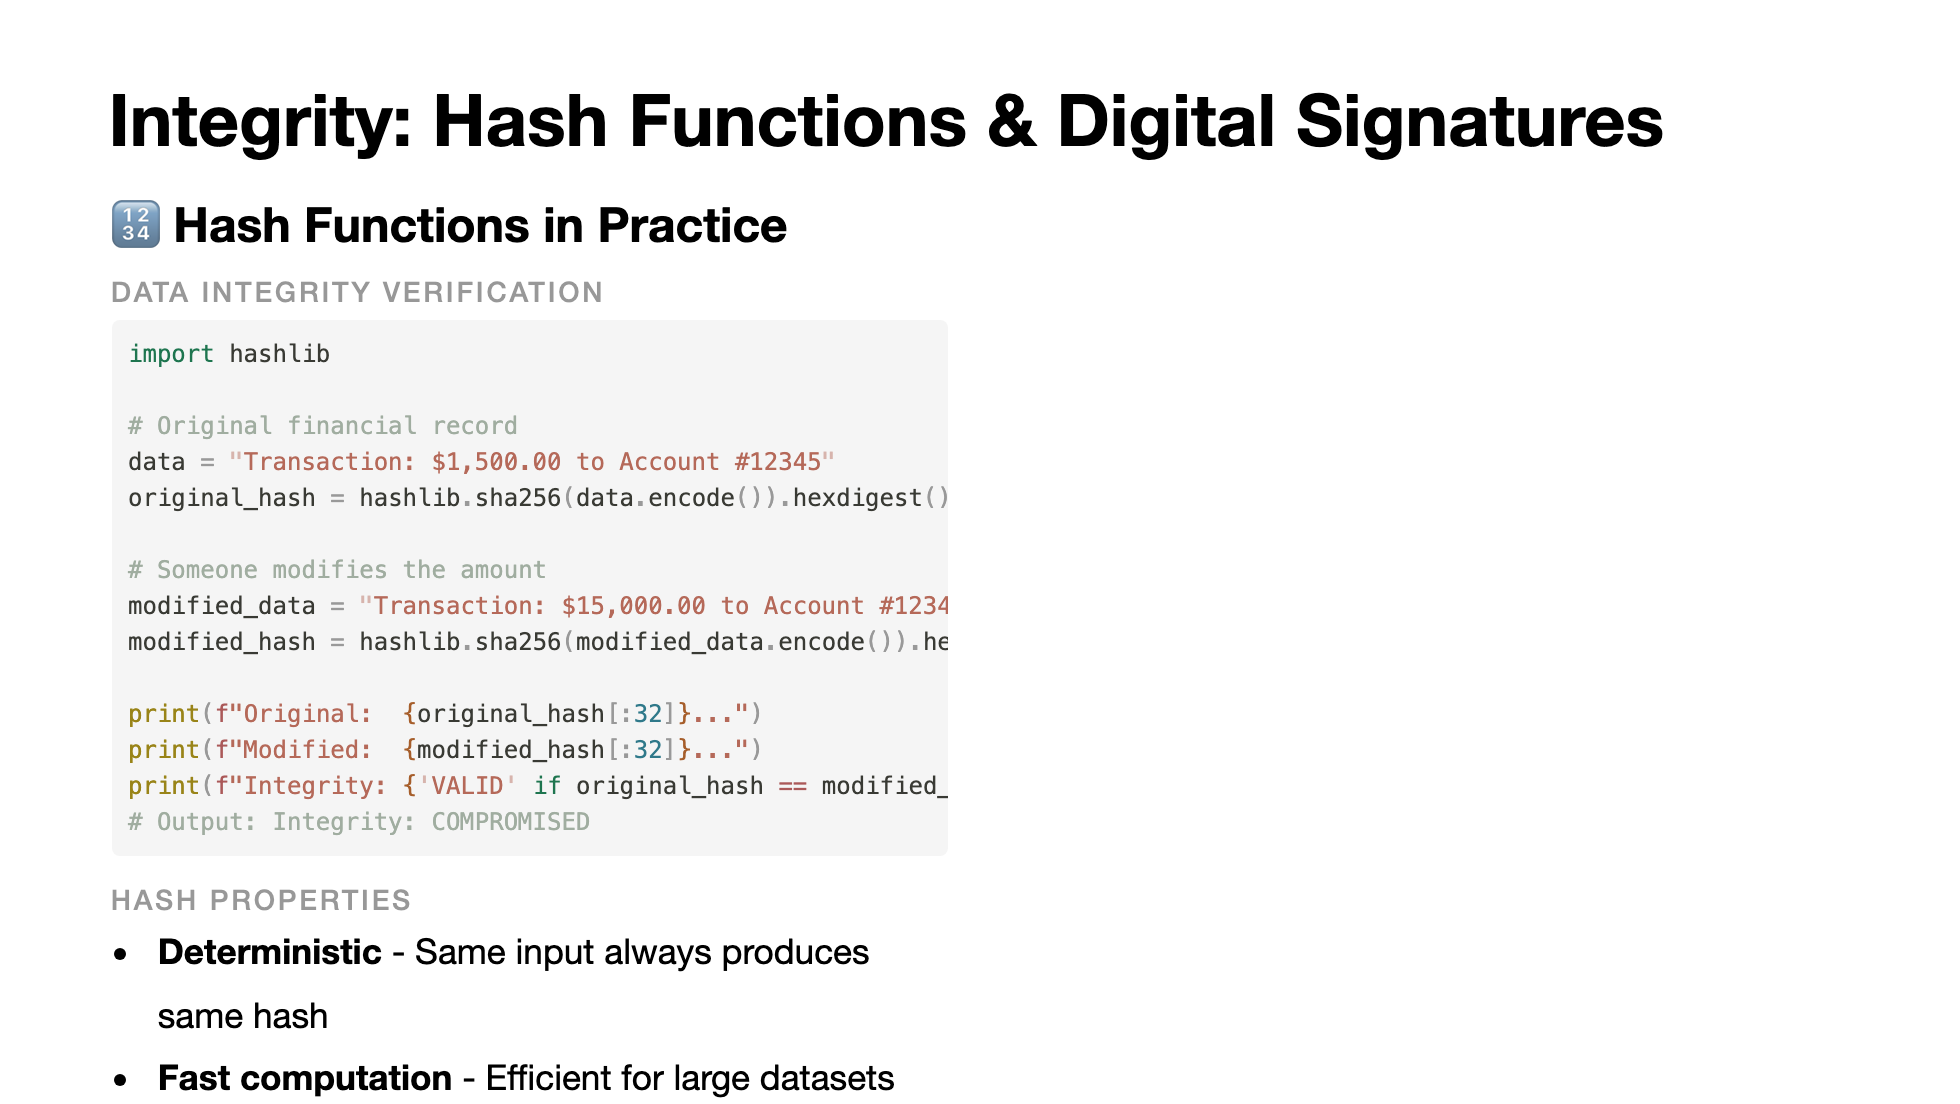 Integrity: Hash Functions & Digital Signatures
🔢 Hash Functions in Practice
DATA INTEGRITY VERIFICATION
import hashlib
# Original financial record
data = "Transaction: $1,500.00 to Account #12345"
original_hash = hashlib.sha256(data.encode()).hexdigest()
# Someone modifies the amount
modified_data = "Transaction: $15,000.00 to Account #1234
modified_hash = hashlib.sha256(modified_data.encode()).he
print(f"Original:  {original_hash[:32]}...")
print(f"Modified:  {modified_hash[:32]}...")
print(f"Integrity: {'VALID' if original_hash == modified_
# Output: Integrity: COMPROMISED
HASH PROPERTIES
• Deterministic - Same input always produces
same hash
• Fast computation - Efficient for large datasets